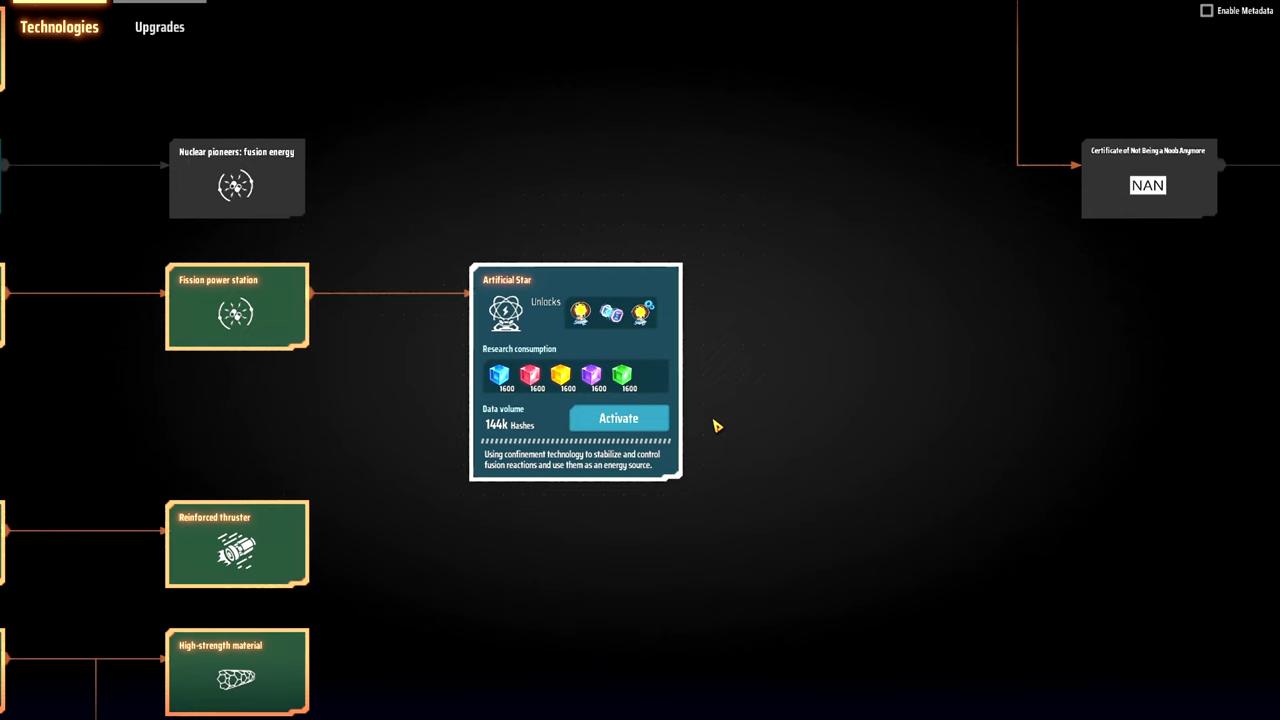 Technologies
Upgrades
Enable Metadata
Nuclear pioneers: fusion energy
Certificate of Not Being a Noob Anymore
NAN
Fission power station
Artificial Star
Unlocks
Research consumption
1600 1600 1600 1600 1600
Data volume
144k Hashes
Activate
Using confinement technology to stabilize and control
fusion reactions and use them as an energy source.
Reinforced thruster
High-strength material